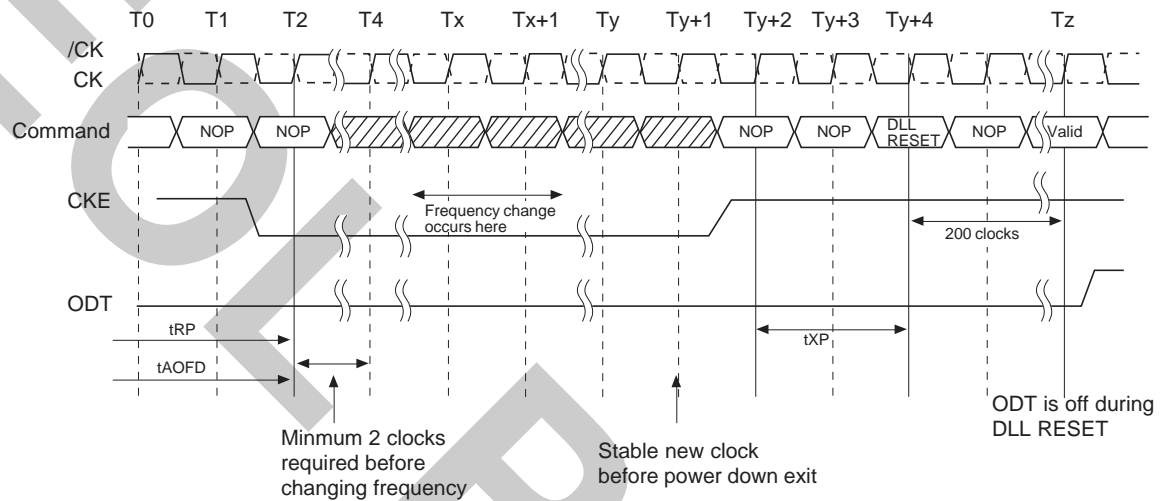 T0 T1 T2 T4 Tx Tx+1 Ty Ty+1 Ty+2 Ty+3 Ty+4 Tz
/CK
CK
Command NOP NOP NOP NOP DLL RESET NOP Valid
CKE
Frequency change
occurs here
200 clocks
ODT
tRP
tXP
tAOFD
Minmum 2 clocks
required before
changing frequency
Stable new clock
before power down exit
ODT is off during
DLL RESET